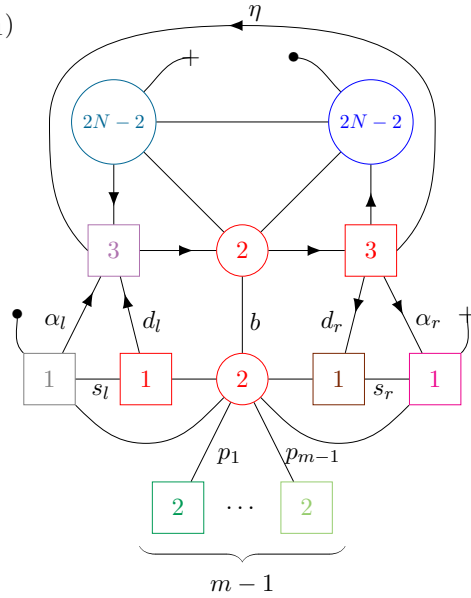 )
η
+
2N − 2
2N − 2
3
2
3
α_l
d_l
b
d_r
α_r
+
1
s_l
1
2
1
s_r
1
p_1
p_{m−1}
2
⋯
2
m − 1